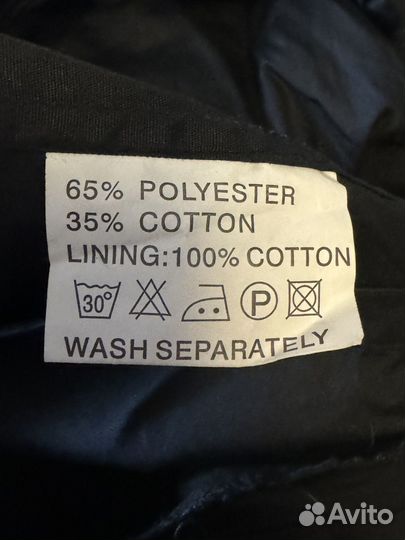 65% POLYESTER
35% COTTON
LINING:100% COTTON
30° P
WASH SEPARATELY
Avito